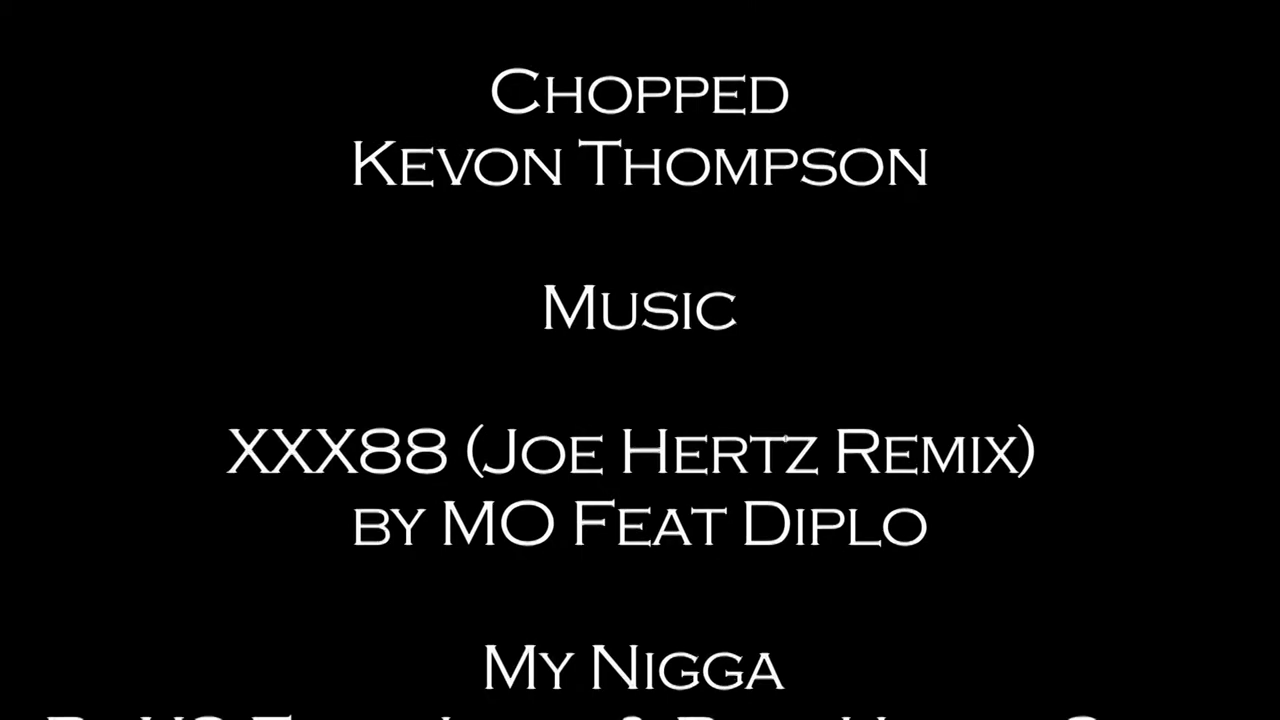 Chopped
Kevon Thompson
Music
XXX88 (Joe Hertz Remix)
by MO Feat Diplo
My Nigga